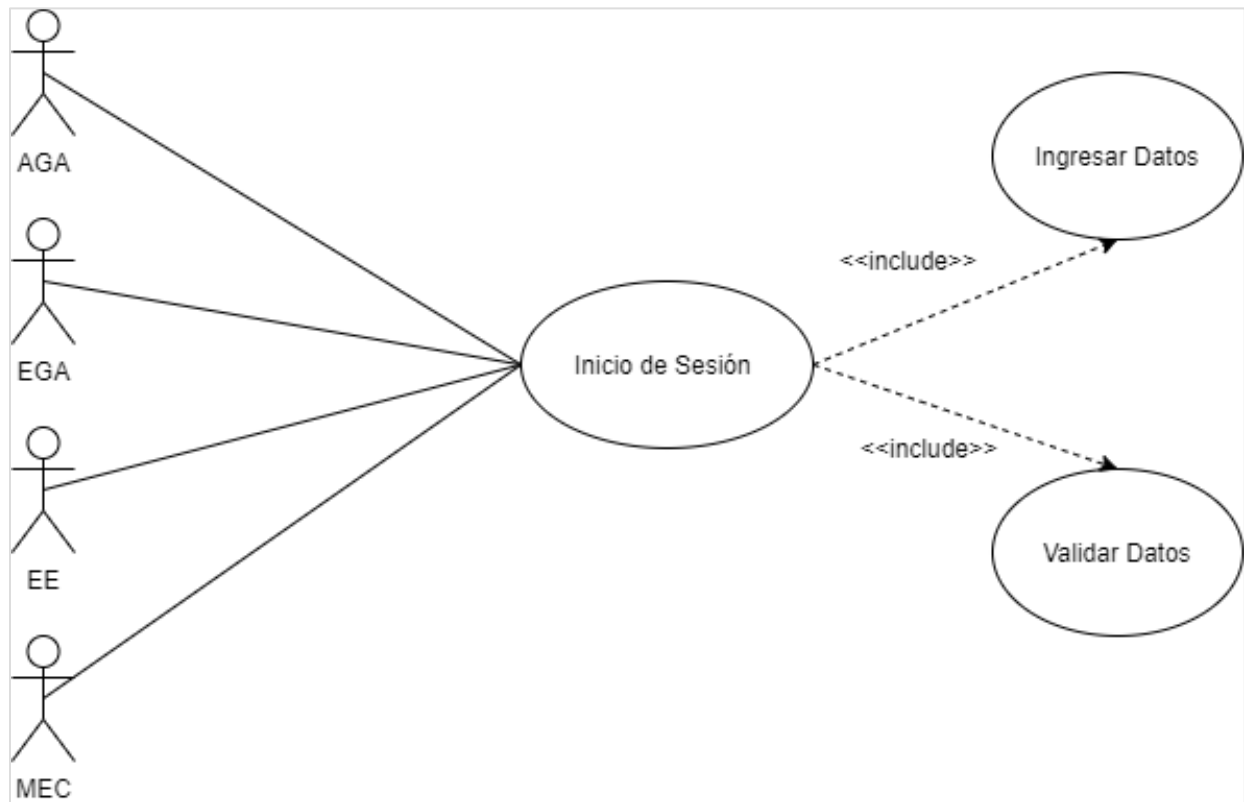 AGA
EGA
EE
MEC
Inicio de Sesión
<<include>>
<<include>>
Ingresar Datos
Validar Datos